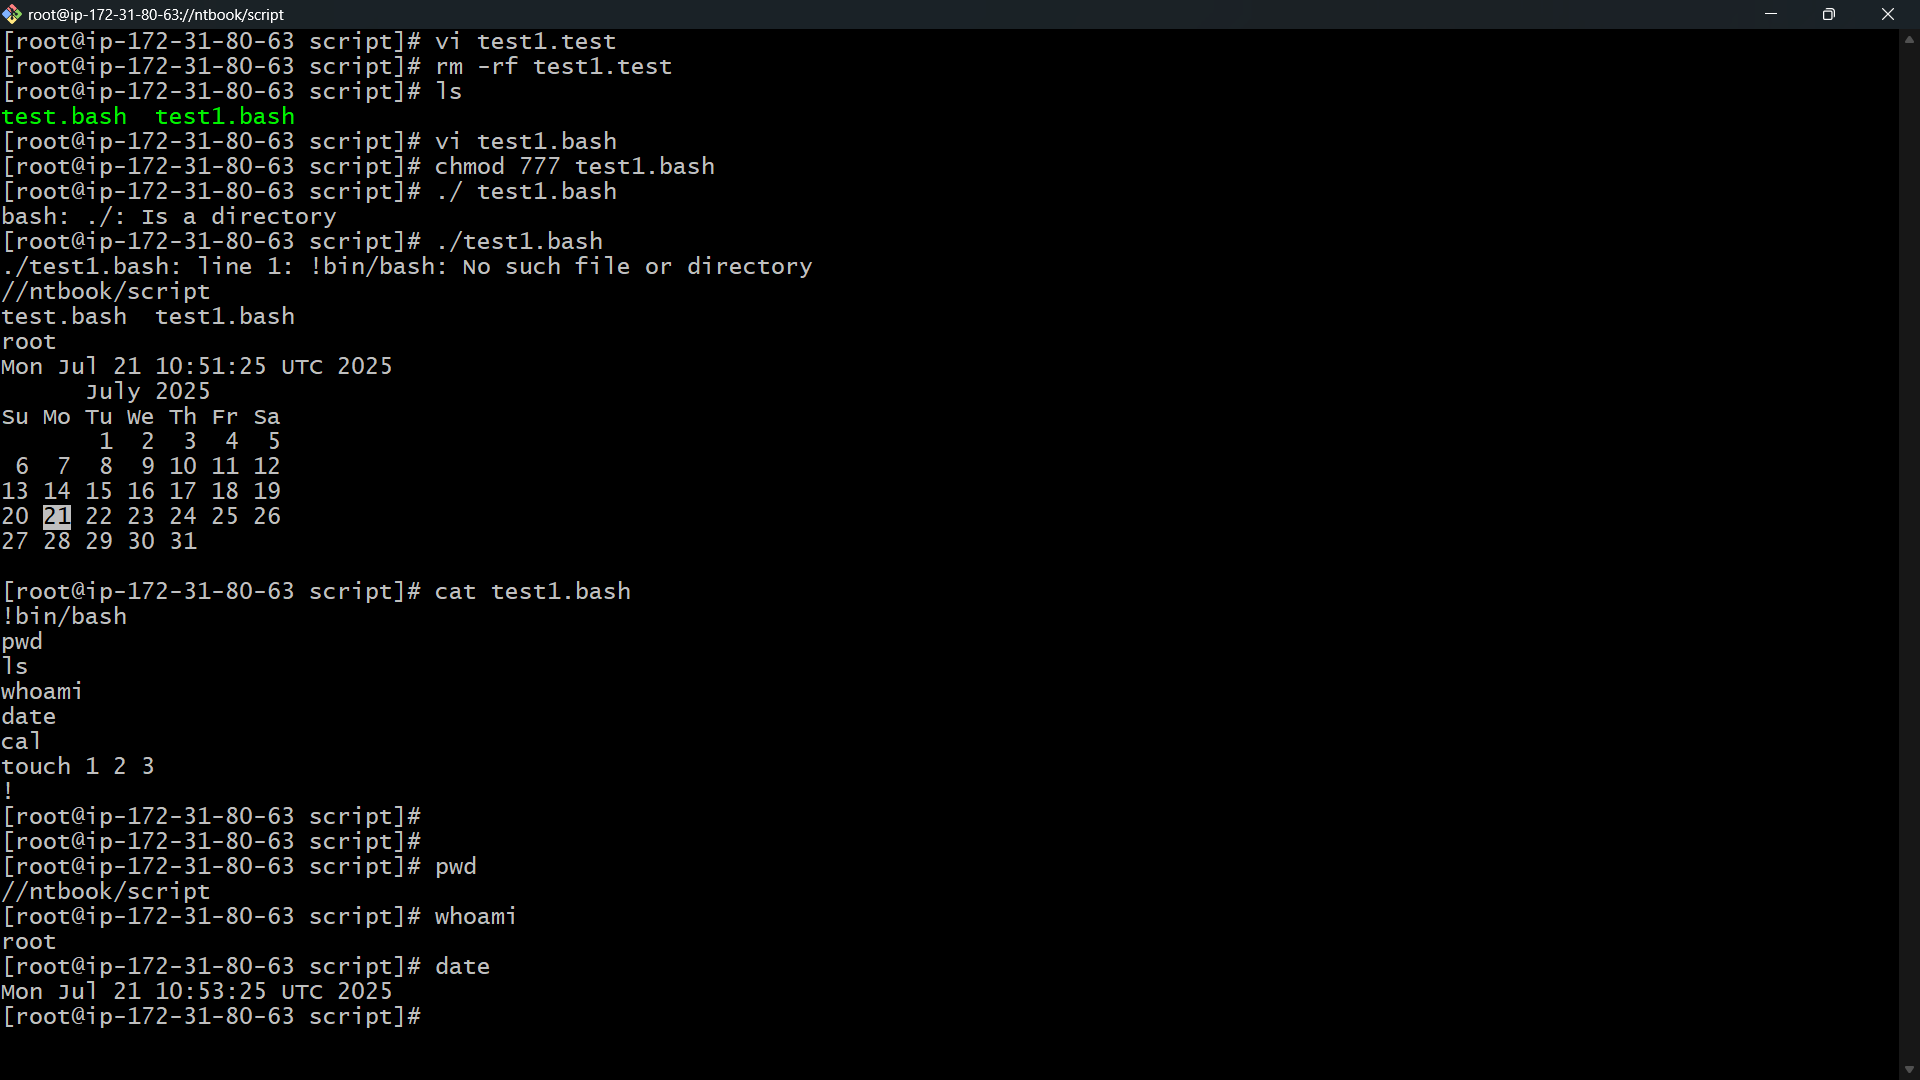 root@ip-172-31-80-63://ntbook/script
[root@ip-172-31-80-63 script]# vi test1.test
[root@ip-172-31-80-63 script]# rm -rf test1.test
[root@ip-172-31-80-63 script]# ls
test.bash  test1.bash
[root@ip-172-31-80-63 script]# vi test1.bash
[root@ip-172-31-80-63 script]# chmod 777 test1.bash
[root@ip-172-31-80-63 script]# ./ test1.bash
bash: ./: Is a directory
[root@ip-172-31-80-63 script]# ./test1.bash
./test1.bash: line 1: !bin/bash: No such file or directory
//ntbook/script
test.bash  test1.bash
root
Mon Jul 21 10:51:25 UTC 2025
      July 2025
Su Mo Tu We Th Fr Sa
       1  2  3  4  5
 6  7  8  9 10 11 12
13 14 15 16 17 18 19
20 21 22 23 24 25 26
27 28 29 30 31
[root@ip-172-31-80-63 script]# cat test1.bash
!bin/bash
pwd
ls
whoami
date
cal
touch 1 2 3
!
[root@ip-172-31-80-63 script]#
[root@ip-172-31-80-63 script]#
[root@ip-172-31-80-63 script]# pwd
//ntbook/script
[root@ip-172-31-80-63 script]# whoami
root
[root@ip-172-31-80-63 script]# date
Mon Jul 21 10:53:25 UTC 2025
[root@ip-172-31-80-63 script]#